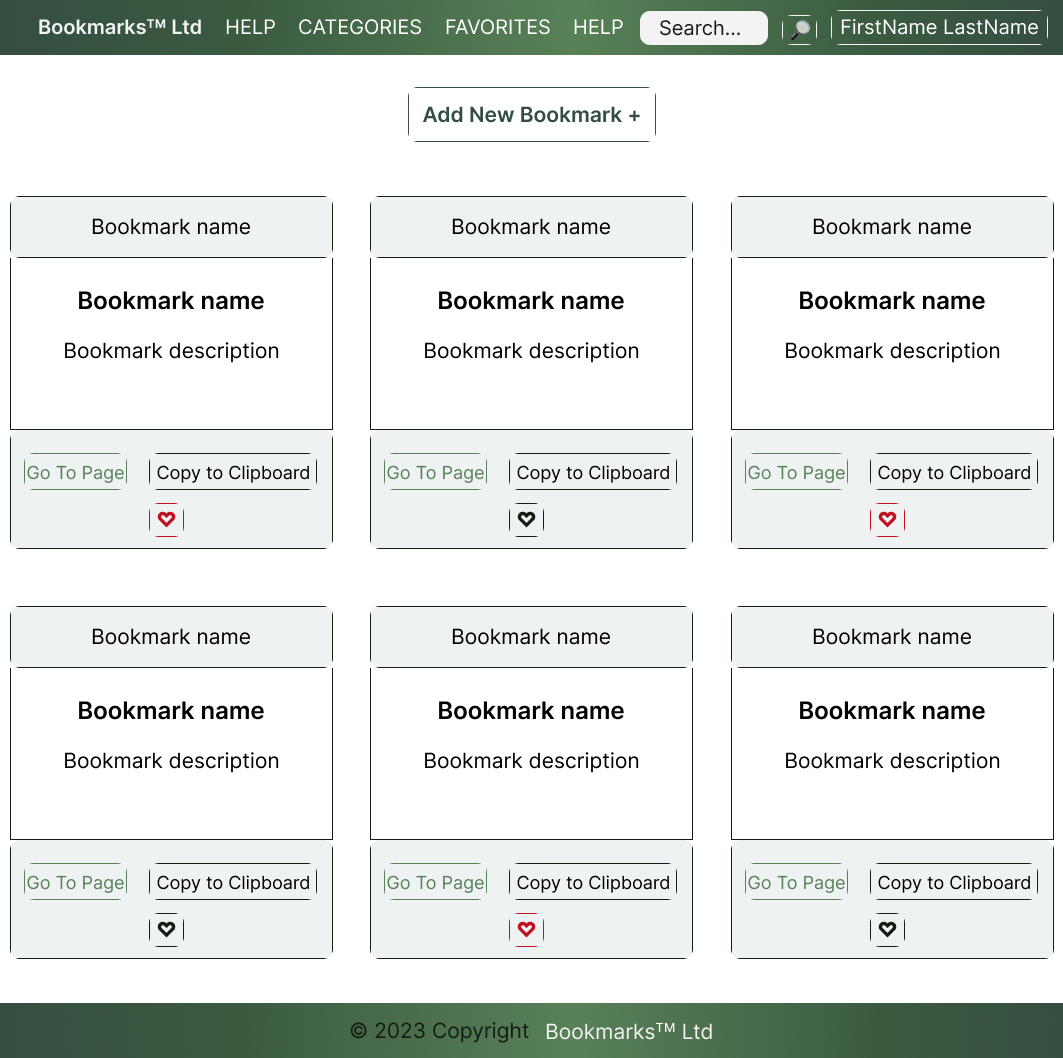 Bookmarks™ Ltd HELP CATEGORIES FAVORITES HELP Search... FirstName LastName
Add New Bookmark +
Bookmark name Bookmark name Bookmark name
Bookmark name Bookmark name Bookmark name
Bookmark description Bookmark description Bookmark description
Go To Page Copy to Clipboard Go To Page Copy to Clipboard Go To Page Copy to Clipboard
Bookmark name Bookmark name Bookmark name
Bookmark name Bookmark name Bookmark name
Bookmark description Bookmark description Bookmark description
Go To Page Copy to Clipboard Go To Page Copy to Clipboard Go To Page Copy to Clipboard
© 2023 Copyright Bookmarks™ Ltd